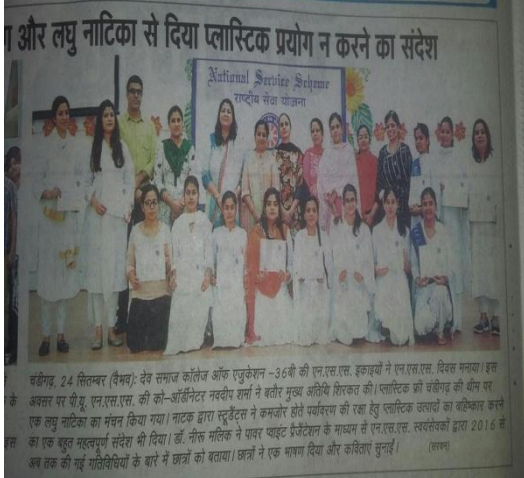 और लघु नाटिका से दिया प्लास्टिक प्रयोग न करने का संदेश
National Service Scheme
राष्ट्रीय सेवा योजना
चंडीगढ़, 24 सितम्बर (वैभव): देव समाज कॉलेज ऑफ एजुकेशन -36बी की एन.एस.एस. इकाइयों ने एन.एस.एस. दिवस मनाया। इस
अवसर पर पी.यू. एन.एस.एस. की को-ऑर्डिनेटर नवदीप शर्मा ने बतौर मुख्य अतिथि शिरकत की। प्लास्टिक फ्री चंडीगढ़ की थीम पर
एक लघु नाटिका का मंचन किया गया। नाटक द्वारा स्टूडैंट्स ने कमजोर होते पर्यावरण की रक्षा हेतु प्लास्टिक उत्पादों का बहिष्कार करने
का एक बहुत महत्वपूर्ण संदेश भी दिया। डॉ. नीरू मलिक ने पावर प्वाइंट प्रेजैंटेशन के माध्यम से एन.एस.एस. स्वयंसेवकों द्वारा 2016 से
अब तक की गई गतिविधियों के बारे में छात्रों को बताया। छात्रों ने एक भाषण दिया और कविताएं सुनाईं।